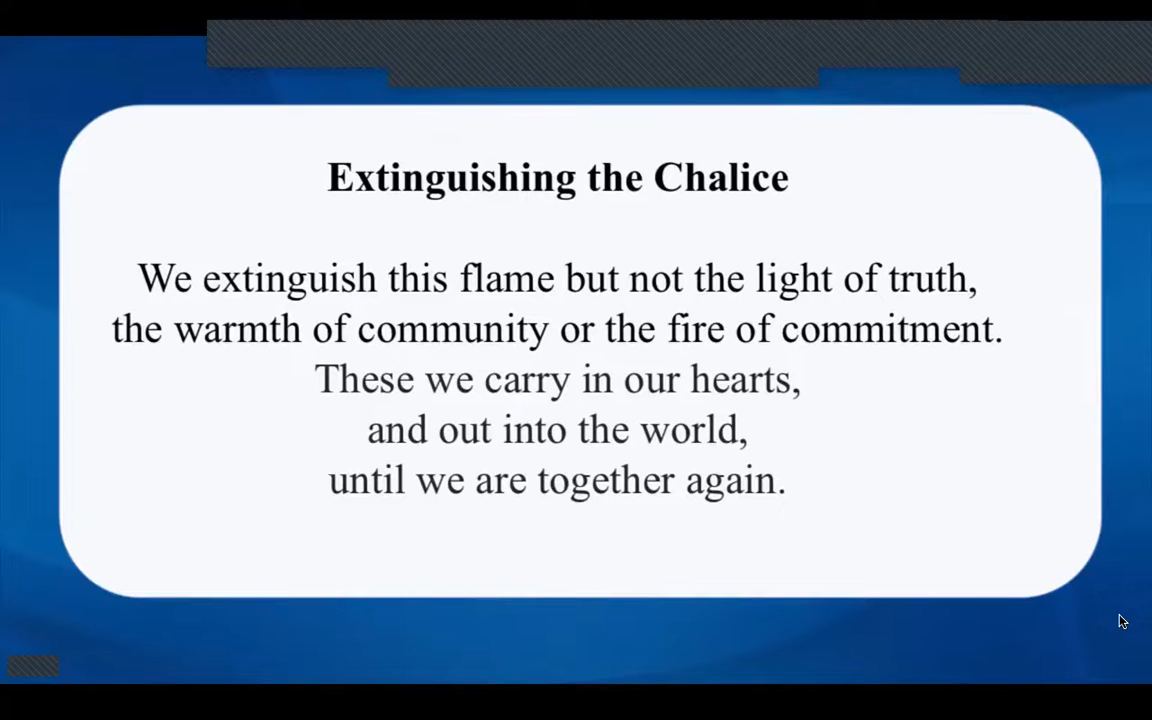 Extinguishing the Chalice
We extinguish this flame but not the light of truth,
the warmth of community or the fire of commitment.
These we carry in our hearts,
and out into the world,
until we are together again.